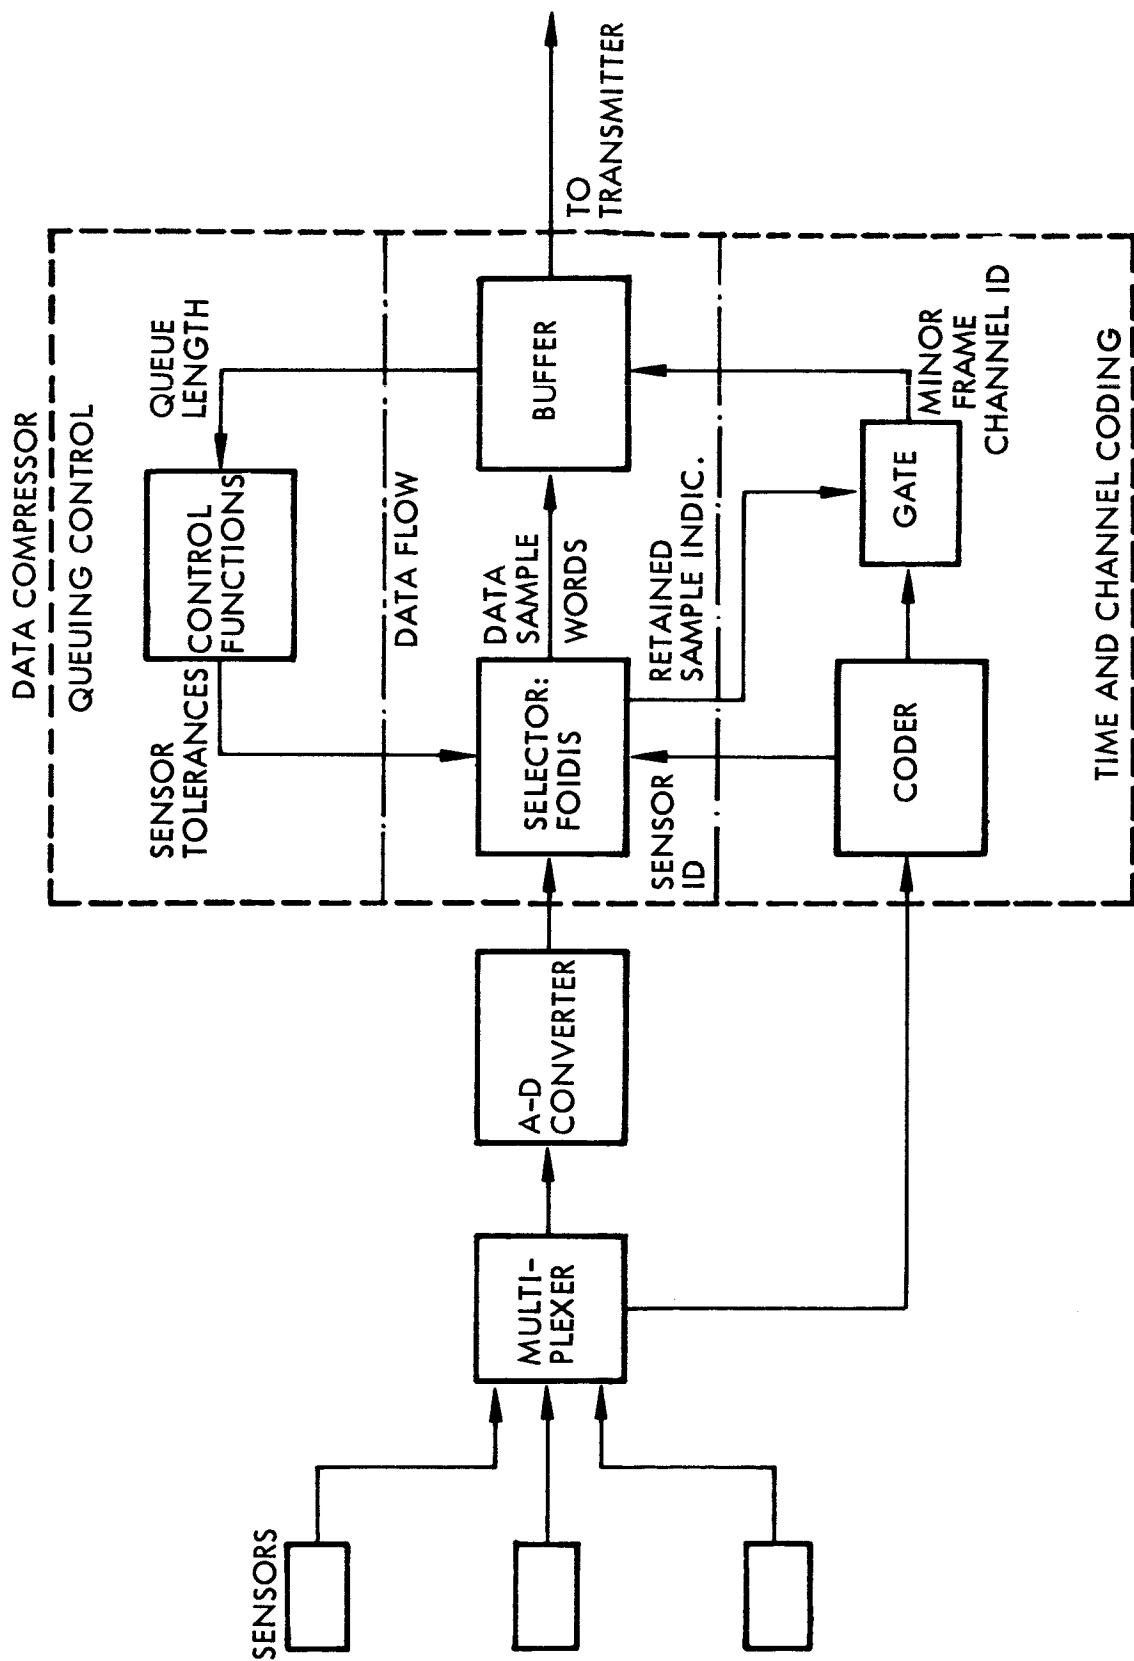 DATA COMPRESSOR
QUEUING CONTROL
SENSOR
TOLERANCES
CONTROL
FUNCTIONS
QUEUE
LENGTH
DATA FLOW
SENSORS
MULTI-
PLEXER
A-D
CONVERTER
SELECTOR:
FOIDIS
DATA
SAMPLE
WORDS
BUFFER
TO
TRANSMITTER
SENSOR
ID
RETAINED
SAMPLE INDIC.
CODER
GATE
MINOR
FRAME
CHANNEL ID
TIME AND CHANNEL CODING